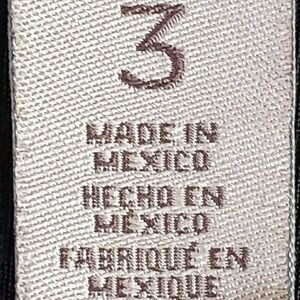 3
MADE IN
MEXICO
HECHO EN
MÉXICO
FABRIQUÉ EN
MEXIQUE